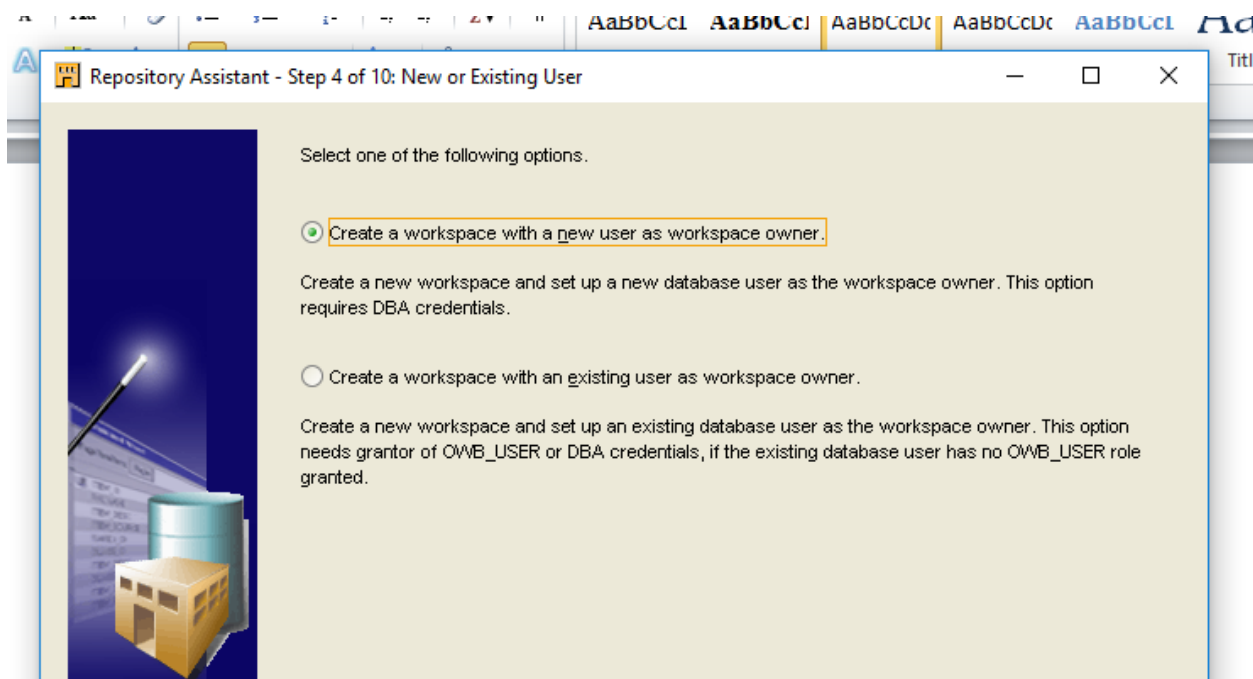 AaBbCcI AaBbCcI AaBbCcDc AaBbCcDc AaBbCcI
Titl
Repository Assistant - Step 4 of 10: New or Existing User
Select one of the following options.
Create a workspace with a new user as workspace owner.
Create a new workspace and set up a new database user as the workspace owner. This option
requires DBA credentials.
Create a workspace with an existing user as workspace owner.
Create a new workspace and set up an existing database user as the workspace owner. This option
needs grantor of OWB_USER or DBA credentials, if the existing database user has no OWB_USER role
granted.